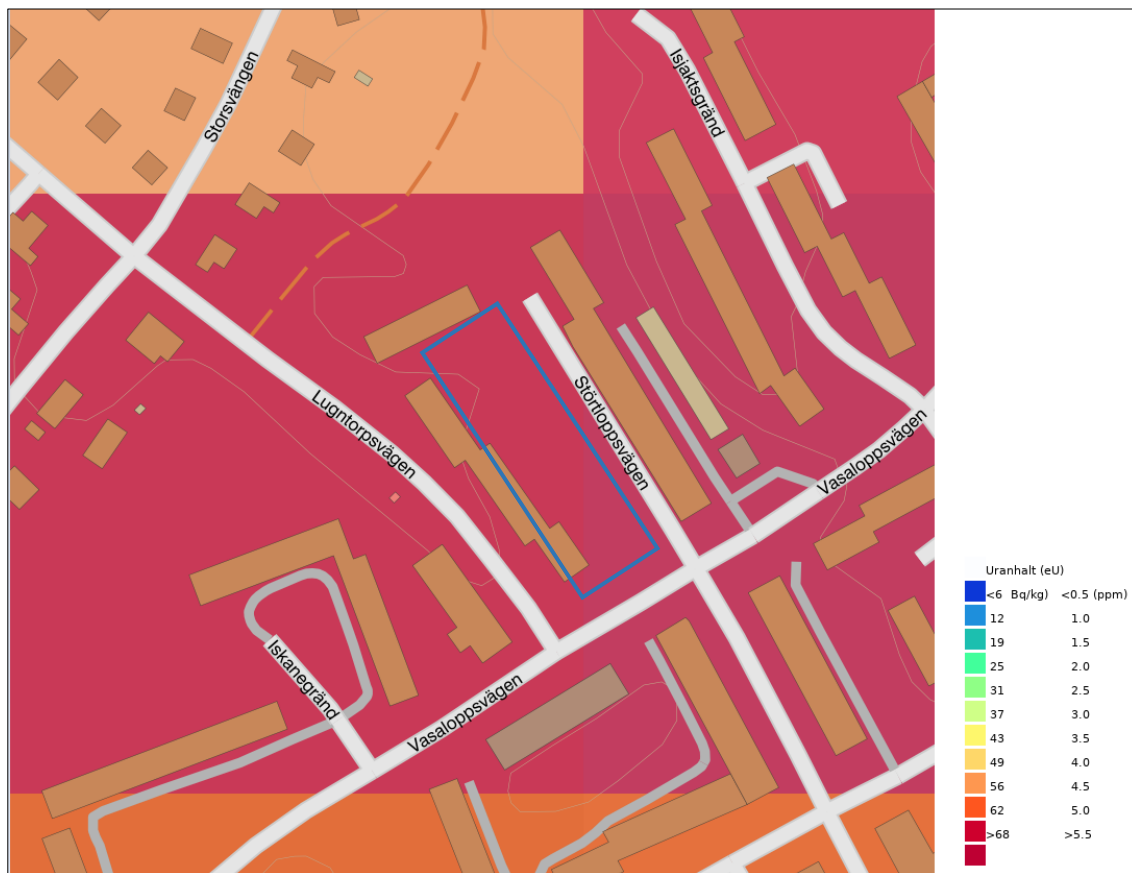 Isjaktsgränd
Storsvängen
Lugntorpsvägen
Störtloppsvägen
Vasaloppsvägen
Iskanegränd
Vasaloppsvägen
Uranhalt (eU)
<6 Bq/kg) <0.5 (ppm)
12 1.0
19 1.5
25 2.0
31 2.5
37 3.0
43 3.5
49 4.0
56 4.5
62 5.0
>68 >5.5